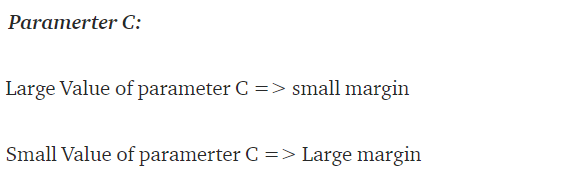 Paramerter C:
Large Value of parameter C => small margin
Small Value of paramerter C => Large margin